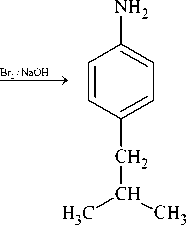 NH₂
Br₂ / NaOH
CH₂
CH
H₃C CH₃